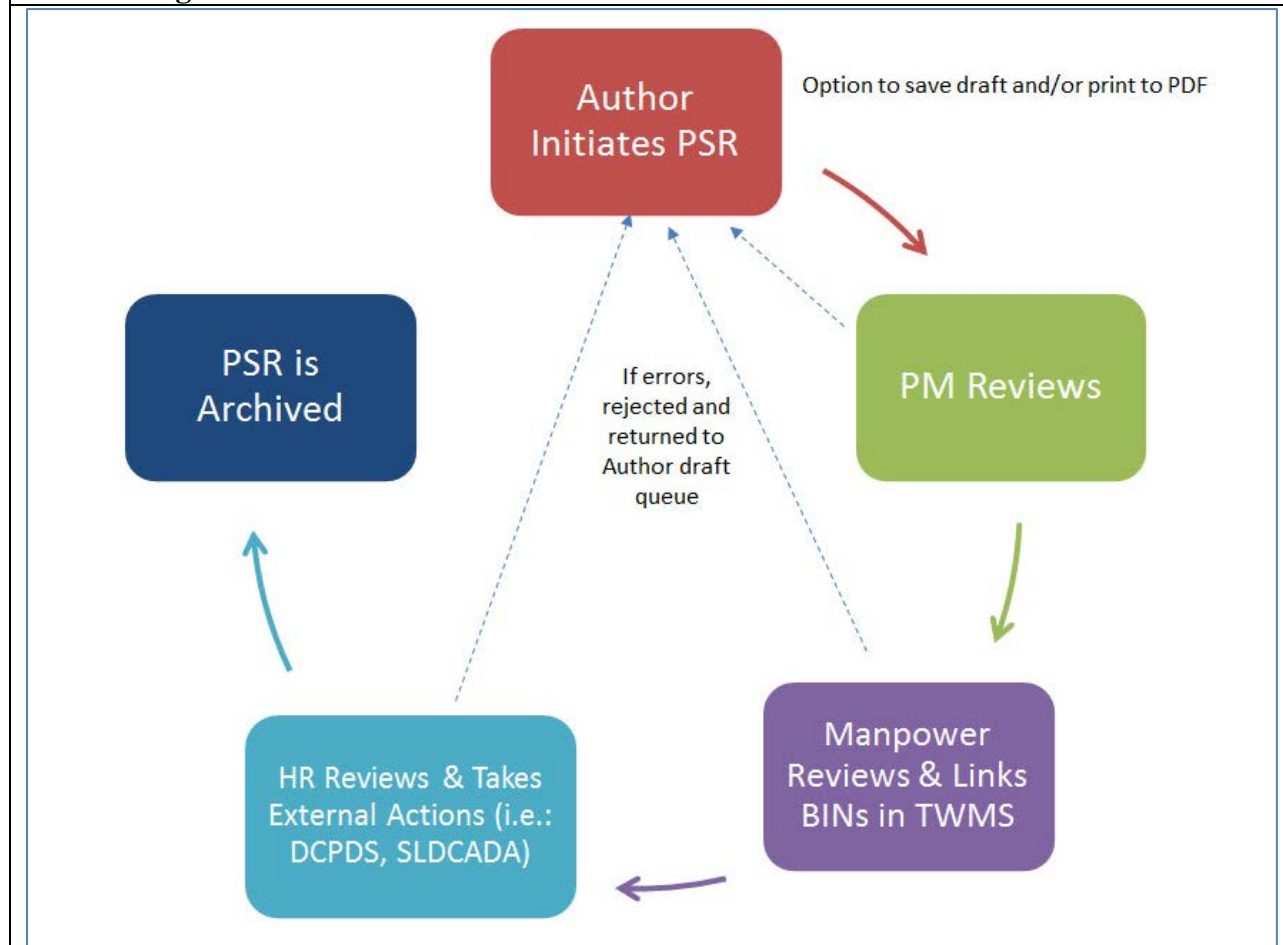 Author
Initiates PSR
Option to save draft and/or print to PDF
PM Reviews
Manpower
Reviews & Links
BINs in TWMS
HR Reviews & Takes
External Actions (i.e.:
DCPDS, SLDCADA)
PSR is
Archived
If errors,
rejected and
returned to
Author draft
queue